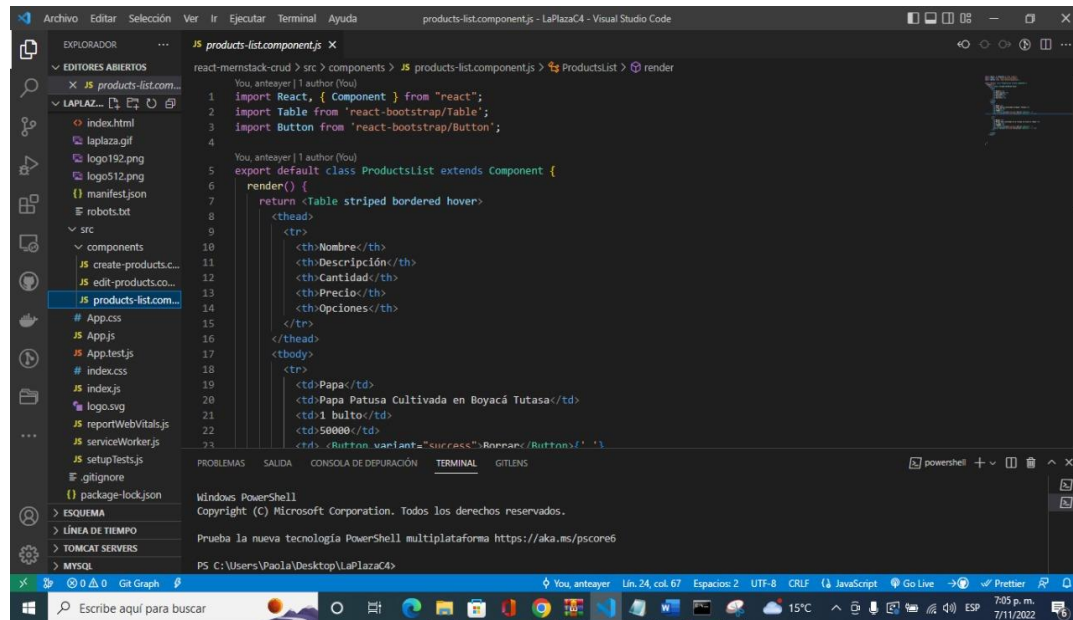 Archivo Editar Selección Ver Ir Ejecutar Terminal Ayuda
products-list.component.js - LaPlazaC4 - Visual Studio Code
EXPLORADOR
EDITORES ABIERTOS
JS products-list.com...
LAPLAZ...
index.html
laplaza.gif
logo192.png
logo512.png
{} manifest.json
robots.txt
src
components
JS create-products.c...
JS edit-products.co...
JS products-list.com...
# App.css
JS App.js
JS App.test.js
# index.css
JS index.js
logo.svg
JS reportWebVitals.js
JS serviceWorker.js
JS setupTests.js
.gitignore
{} package-lock.json
ESQUEMA
LÍNEA DE TIEMPO
TOMCAT SERVERS
MYSQL
JS products-list.component.js
react-mernstack-crud > src > components > JS products-list.component.js > ProductsList > render
You, anteayer | 1 author (You)
1 import React, { Component } from "react";
2 import Table from 'react-bootstrap/Table';
3 import Button from 'react-bootstrap/Button';
4
You, anteayer | 1 author (You)
5 export default class ProductsList extends Component {
6 render() {
7 return <Table striped bordered hover>
8 <thead>
9 <tr>
10 <th>Nombre</th>
11 <th>Descripción</th>
12 <th>Cantidad</th>
13 <th>Precio</th>
14 <th>Opciones</th>
15 </tr>
16 </thead>
17 <tbody>
18 <tr>
19 <td>Papa</td>
20 <td>Papa Patusa Cultivada en Boyacá Tutasa</td>
21 <td>1 bulto</td>
22 <td>50000</td>
23 <td> <Button variant="success">Borrar</Button>{' '}
PROBLEMAS SALIDA CONSOLA DE DEPURACIÓN TERMINAL GITLENS
powershell
Windows PowerShell
Copyright (C) Microsoft Corporation. Todos los derechos reservados.
Prueba la nueva tecnología PowerShell multiplataforma https://aka.ms/pscore6
PS C:\Users\Paola\Desktop\LaPlazaC4>
0 0 Git Graph
You, anteayer Lín. 24, col. 67 Espacios: 2 UTF-8 CRLF JavaScript Go Live Prettier
Escribe aquí para buscar
15°C
ESP
7:05 p. m.
7/11/2022
6